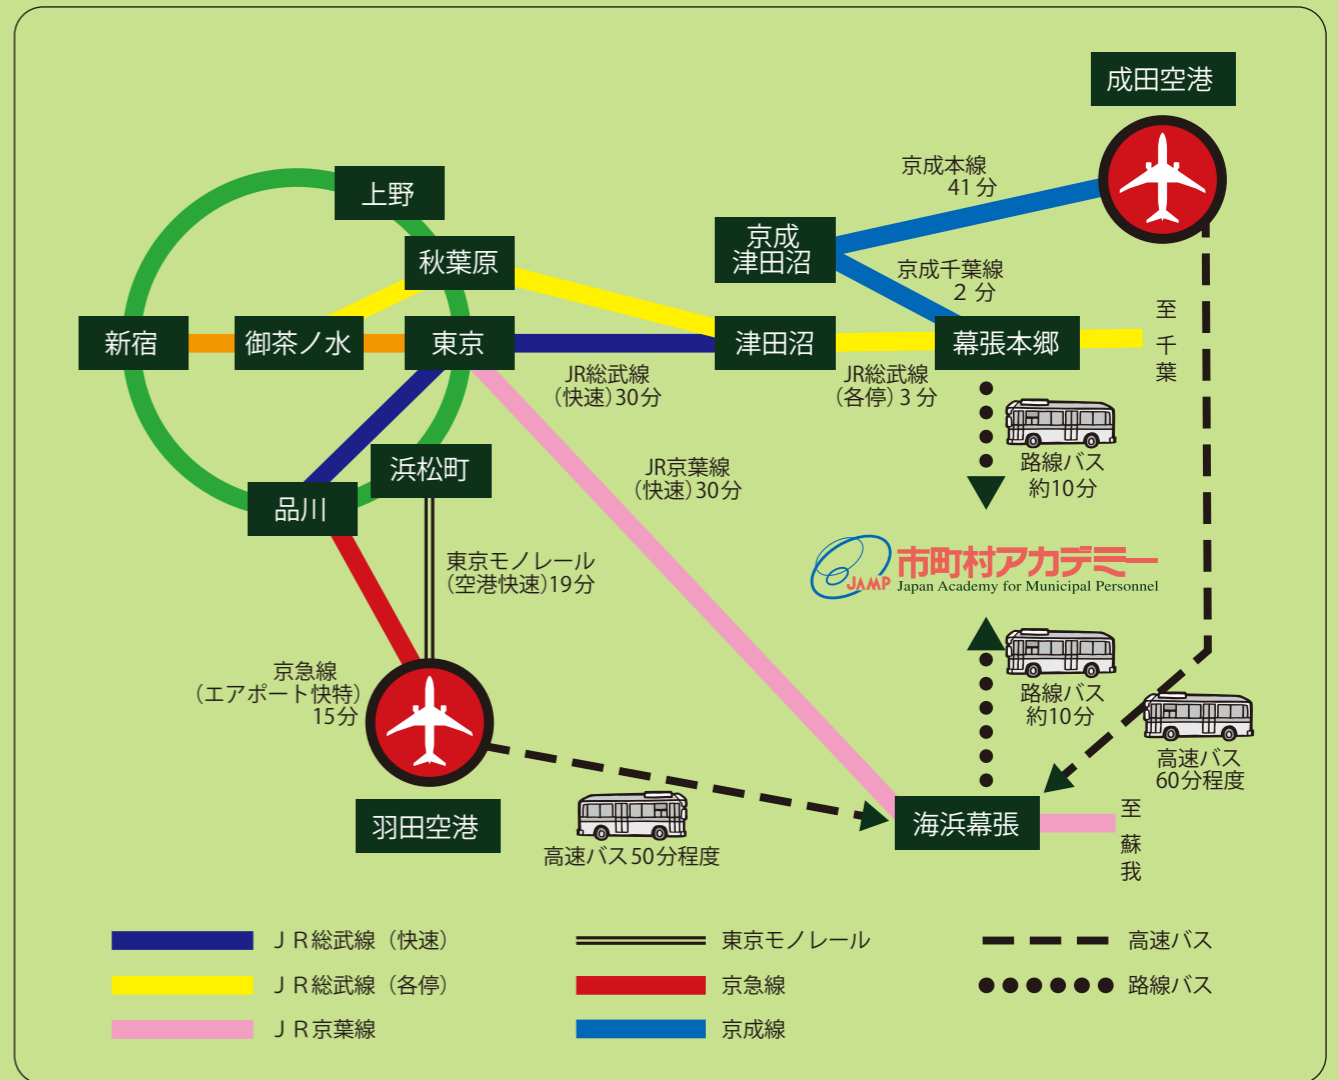 成田空港
京成本線
41分
上野
京成
津田沼
秋葉原
京成千葉線
2分
新宿
御茶ノ水
東京
津田沼
幕張本郷
至千葉
JR総武線
(快速)30分
JR総武線
(各停)3分
路線バス
約10分
浜松町
JR京葉線
(快速)30分
品川
東京モノレール
(空港快速)19分
JAMP
市町村アカデミー
Japan Academy for Municipal Personnel
京急線
(エアポート快特)
15分
路線バス
約10分
高速バス
60分程度
羽田空港
高速バス50分程度
海浜幕張
至蘇我
JR総武線(快速)
東京モノレール
高速バス
JR総武線(各停)
京急線
路線バス
JR京葉線
京成線